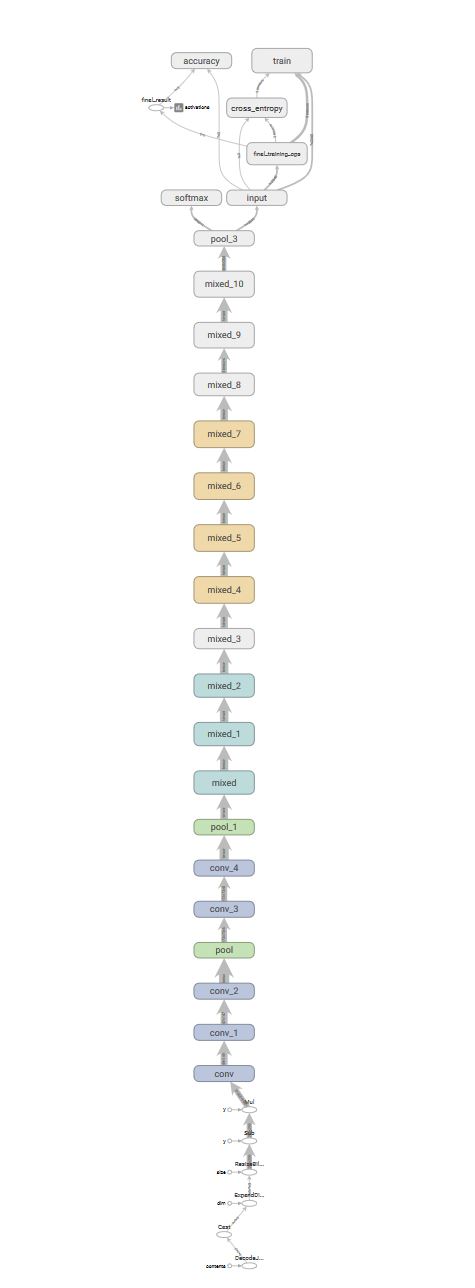 accuracy
train
final_result
activations
cross_entropy
final_training_ops
softmax
input
pool_3
mixed_10
mixed_9
mixed_8
mixed_7
mixed_6
mixed_5
mixed_4
mixed_3
mixed_2
mixed_1
mixed
pool_1
conv_4
conv_3
pool
conv_2
conv_1
conv
Mul
y
Sub
y
ResizeBil...
size
ExpandDi...
dim
Cast
DecodeJ...
contents